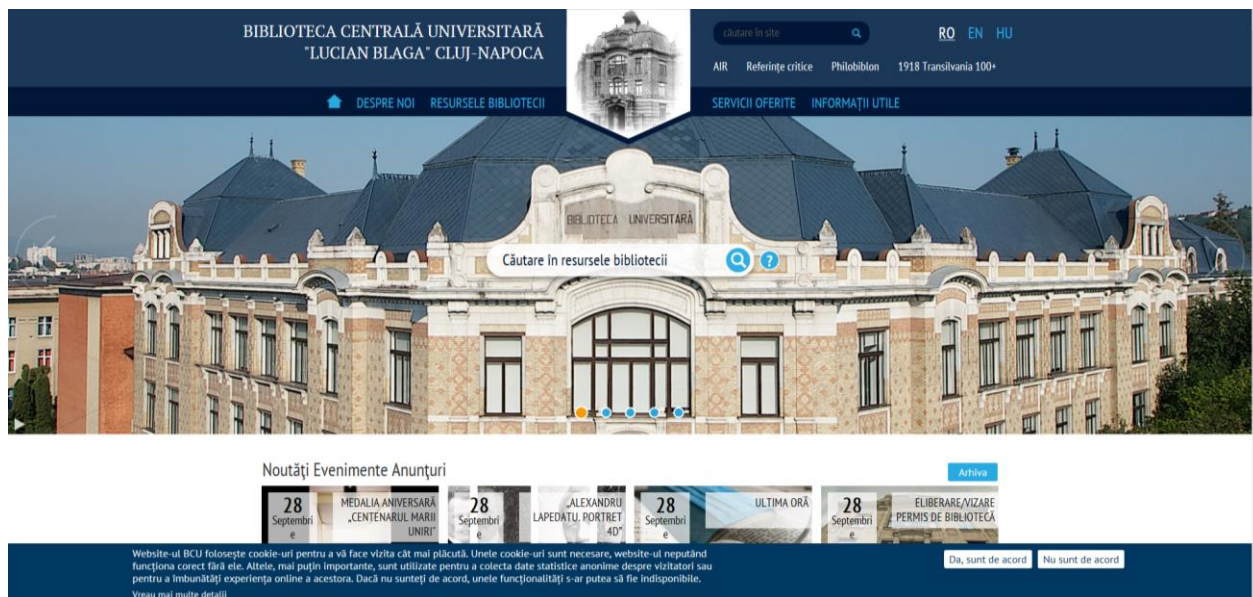 BIBLIOTECA CENTRALĂ UNIVERSITARĂ
"LUCIAN BLAGA" CLUJ-NAPOCA
căutare în site
RO EN HU
AIR Referințe critice Philobiblon 1918 Transilvania 100+
DESPRE NOI RESURSELE BIBLIOTECII SERVICII OFERITE INFORMAȚII UTILE
BIBLIOTECA UNIVERSITARĂ
Căutare în resursele bibliotecii
?
Noutăți Evenimente Anunțuri
Arhiva
28
Septembri
e
MEDALIA ANIVERSARĂ
„CENTENARUL MARII
UNIRI"
28
Septembri
e
„ALEXANDRU
LAPEDATU. PORTRET
4D"
28
Septembri
e
ULTIMA ORĂ
28
Septembri
e
ELIBERARE/VIZARE
PERMIS DE BIBLIOTECĂ
Website-ul BCU folosește cookie-uri pentru a vă face vizita cât mai plăcută. Unele cookie-uri sunt necesare, website-ul neputând
funcționa corect fără ele. Altele, mai puțin importante, sunt utilizate pentru a colecta date statistice anonime despre vizitatori sau
pentru a îmbunătăți experiența online a acestora. Dacă nu sunteți de acord, unele funcționalități s-ar putea să fie indisponibile.
Vreau mai multe detalii
Da, sunt de acord
Nu sunt de acord